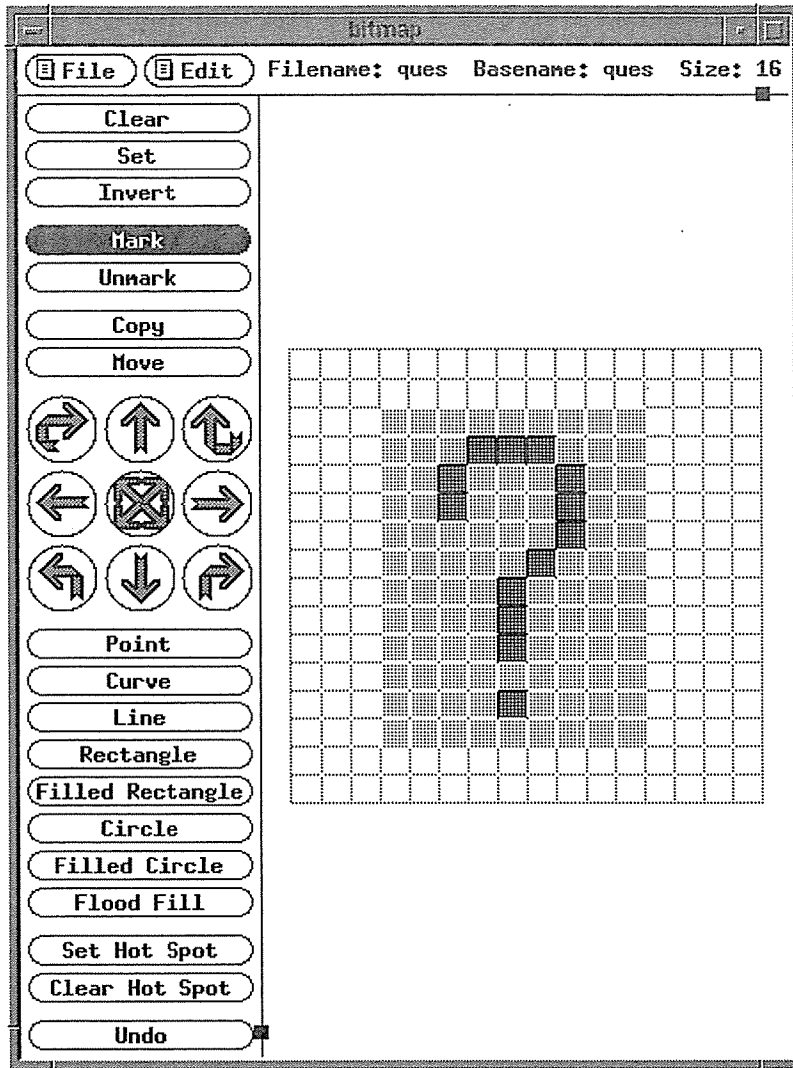 bitmap
File Edit Filename: ques Basename: ques Size: 16
Clear
Set
Invert
Mark
Unmark
Copy
Move
Point
Curve
Line
Rectangle
Filled Rectangle
Circle
Filled Circle
Flood Fill
Set Hot Spot
Clear Hot Spot
Undo